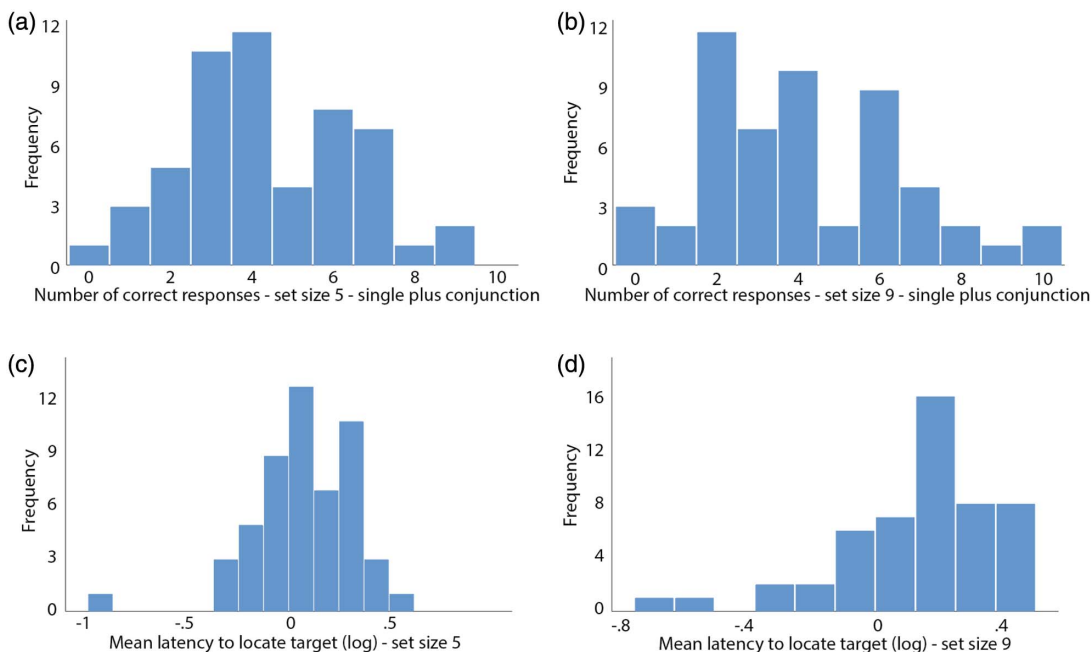 (a)
12
9
6
3
0
Frequency
0 2 4 6 8 10
Number of correct responses - set size 5 - single plus conjunction
(b)
12
9
6
3
0
Frequency
0 2 4 6 8 10
Number of correct responses - set size 9 - single plus conjunction
(c)
12
9
6
3
0
Frequency
-1 -.5 0 .5
Mean latency to locate target (log) - set size 5
(d)
16
12
8
4
0
Frequency
-.8 -.4 0 .4
Mean latency to locate target (log) - set size 9